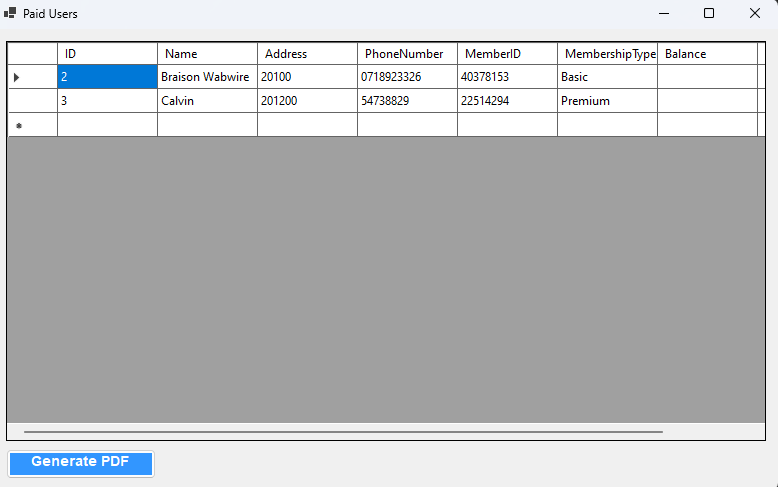 Paid Users
ID Name Address PhoneNumber MemberID MembershipType Balance
2 Braison Wabwire 20100 0718923326 40378153 Basic
3 Calvin 201200 54738829 22514294 Premium
Generate PDF